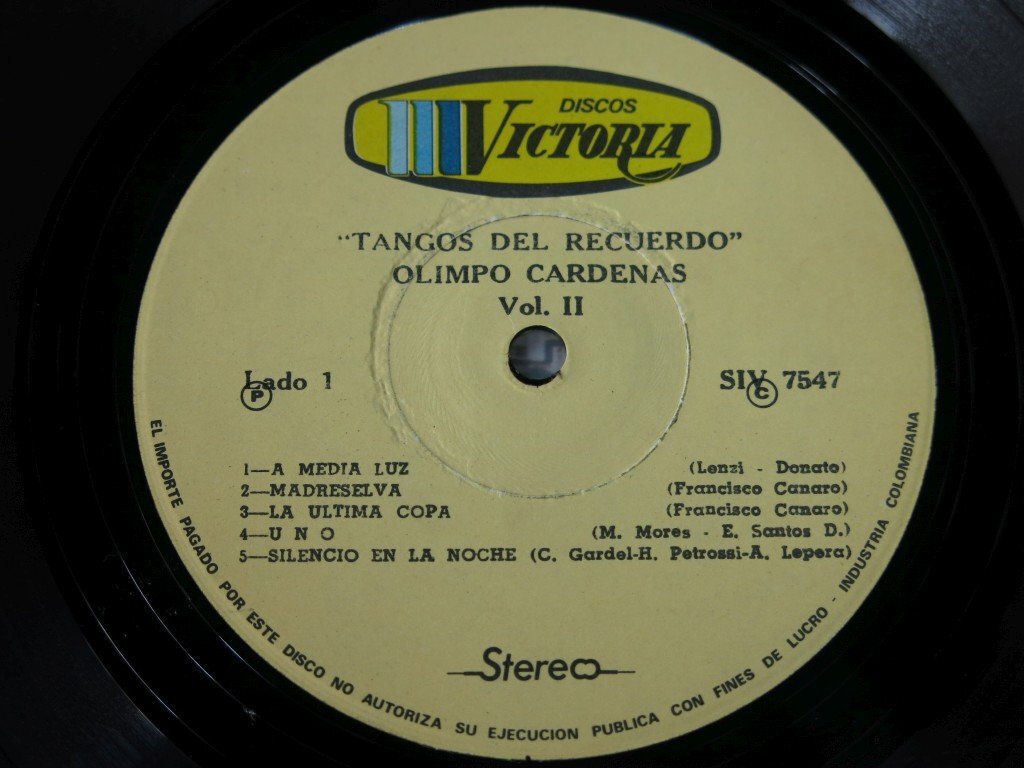 DISCOS
VICTORIA
"TANGOS DEL RECUERDO"
OLIMPO CARDENAS
Vol. II
Lado 1 SIV 7547
P C
1—A MEDIA LUZ (Lenzi - Donato)
2—MADRESELVA (Francisco Canaro)
3—LA ULTIMA COPA (Francisco Canaro)
4—U N O (M. Mores - E. Santos D.)
5—SILENCIO EN LA NOCHE (C. Gardel-H. Petrossi-A. Lepera)
Stereo
EL IMPORTE PAGADO POR ESTE DISCO NO AUTORIZA SU EJECUCION PUBLICA CON FINES DE LUCRO - INDUSTRIA COLOMBIANA